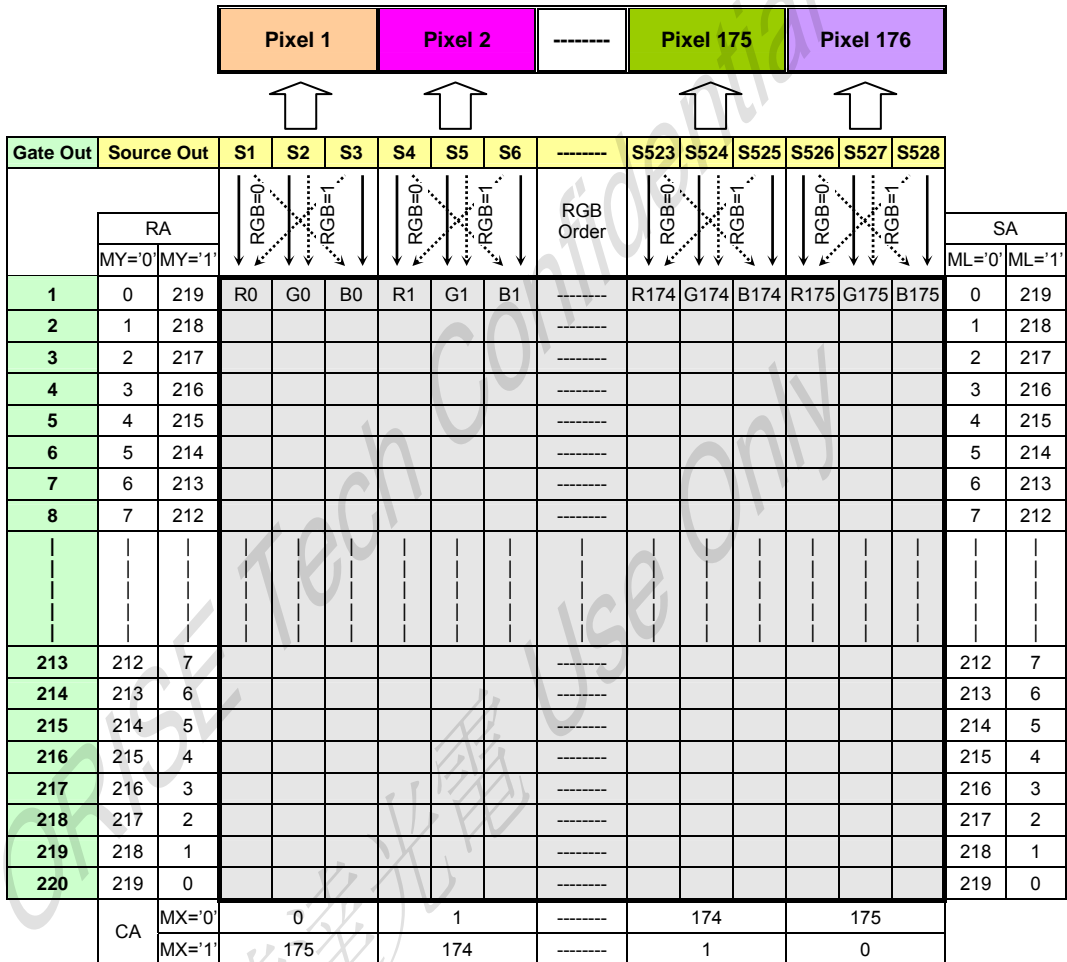 Pixel 1 Pixel 2 -------- Pixel 175 Pixel 176
Gate Out Source Out S1 S2 S3 S4 S5 S6 -------- S523 S524 S525 S526 S527 S528
RGB=0 RGB=1 RGB=0 RGB=1 RGB Order RGB=0 RGB=1 RGB=0 RGB=1
RA SA
MY='0' MY='1' ML='0' ML='1'
1 0 219 R0 G0 B0 R1 G1 B1 -------- R174 G174 B174 R175 G175 B175 0 219
2 1 218 -------- 1 218
3 2 217 -------- 2 217
4 3 216 -------- 3 216
5 4 215 -------- 4 215
6 5 214 -------- 5 214
7 6 213 -------- 6 213
8 7 212 -------- 7 212
213 212 7 -------- 212 7
214 213 6 -------- 213 6
215 214 5 -------- 214 5
216 215 4 -------- 215 4
217 216 3 -------- 216 3
218 217 2 -------- 217 2
219 218 1 -------- 218 1
220 219 0 -------- 219 0
CA MX='0' 0 1 -------- 174 175
MX='1' 175 174 -------- 1 0
ORISE Tech Confidential
光電 Use Only